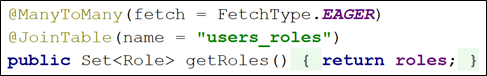 @ManyToMany(fetch = FetchType.EAGER)
@JoinTable(name = "users_roles")
public Set<Role> getRoles() { return roles; }